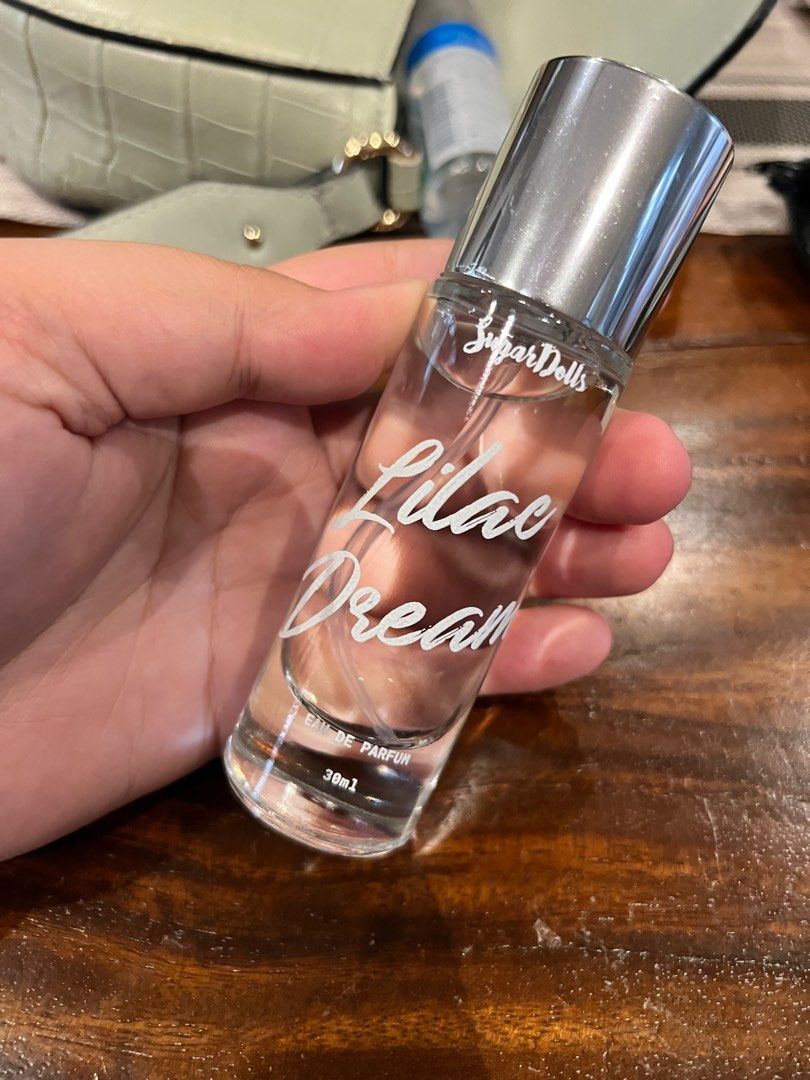 SugarDolls
Lilac
Dream
EAU DE PARFUM
30ml